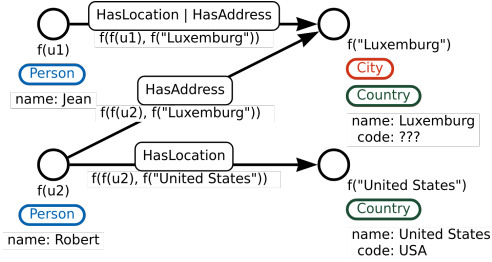 HasLocation | HasAddress
f(f(u1), f("Luxemburg"))
f(u1)
Person
name: Jean
f("Luxemburg")
City
Country
name: Luxemburg
code: ???
HasAddress
f(f(u2), f("Luxemburg"))
HasLocation
f(f(u2), f("United States"))
f(u2)
Person
name: Robert
f("United States")
Country
name: United States
code: USA